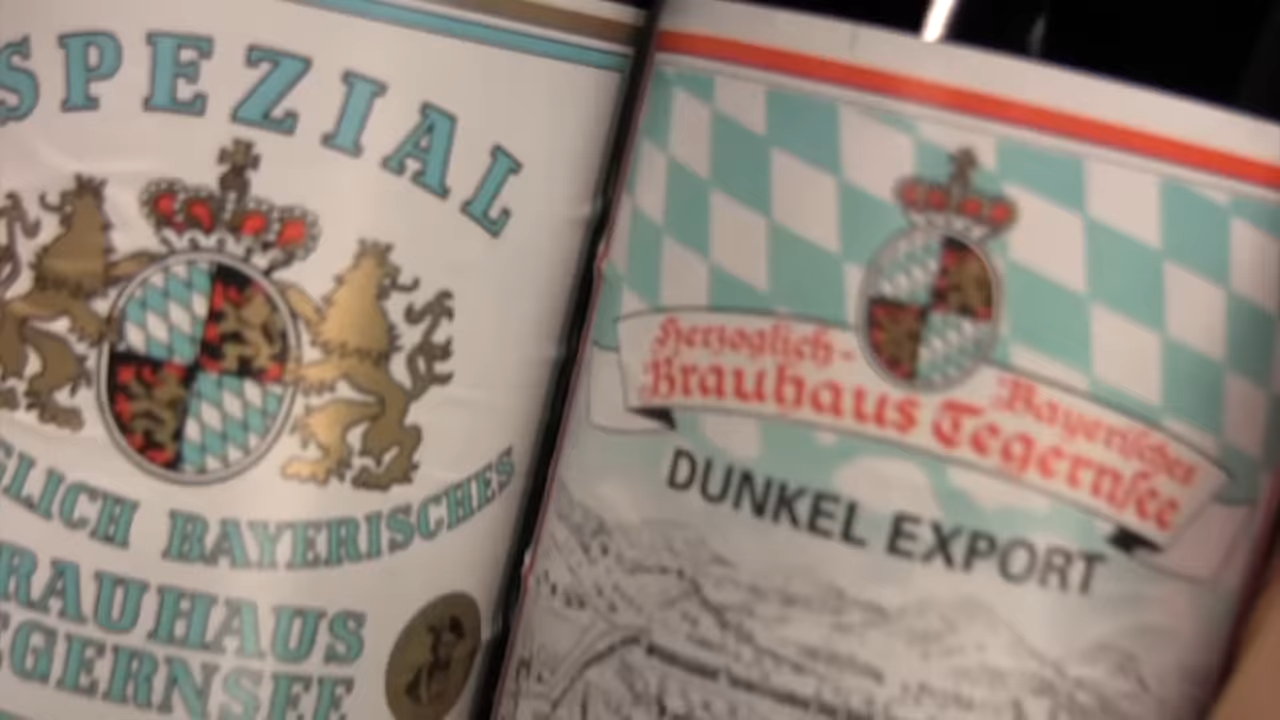 SPEZIAL
GLICH BAYERISCHES
RAUHAUS
EGERNSEE
Herzoglich-
Bayerisches
Brauhaus Tegernsee
DUNKEL EXPORT